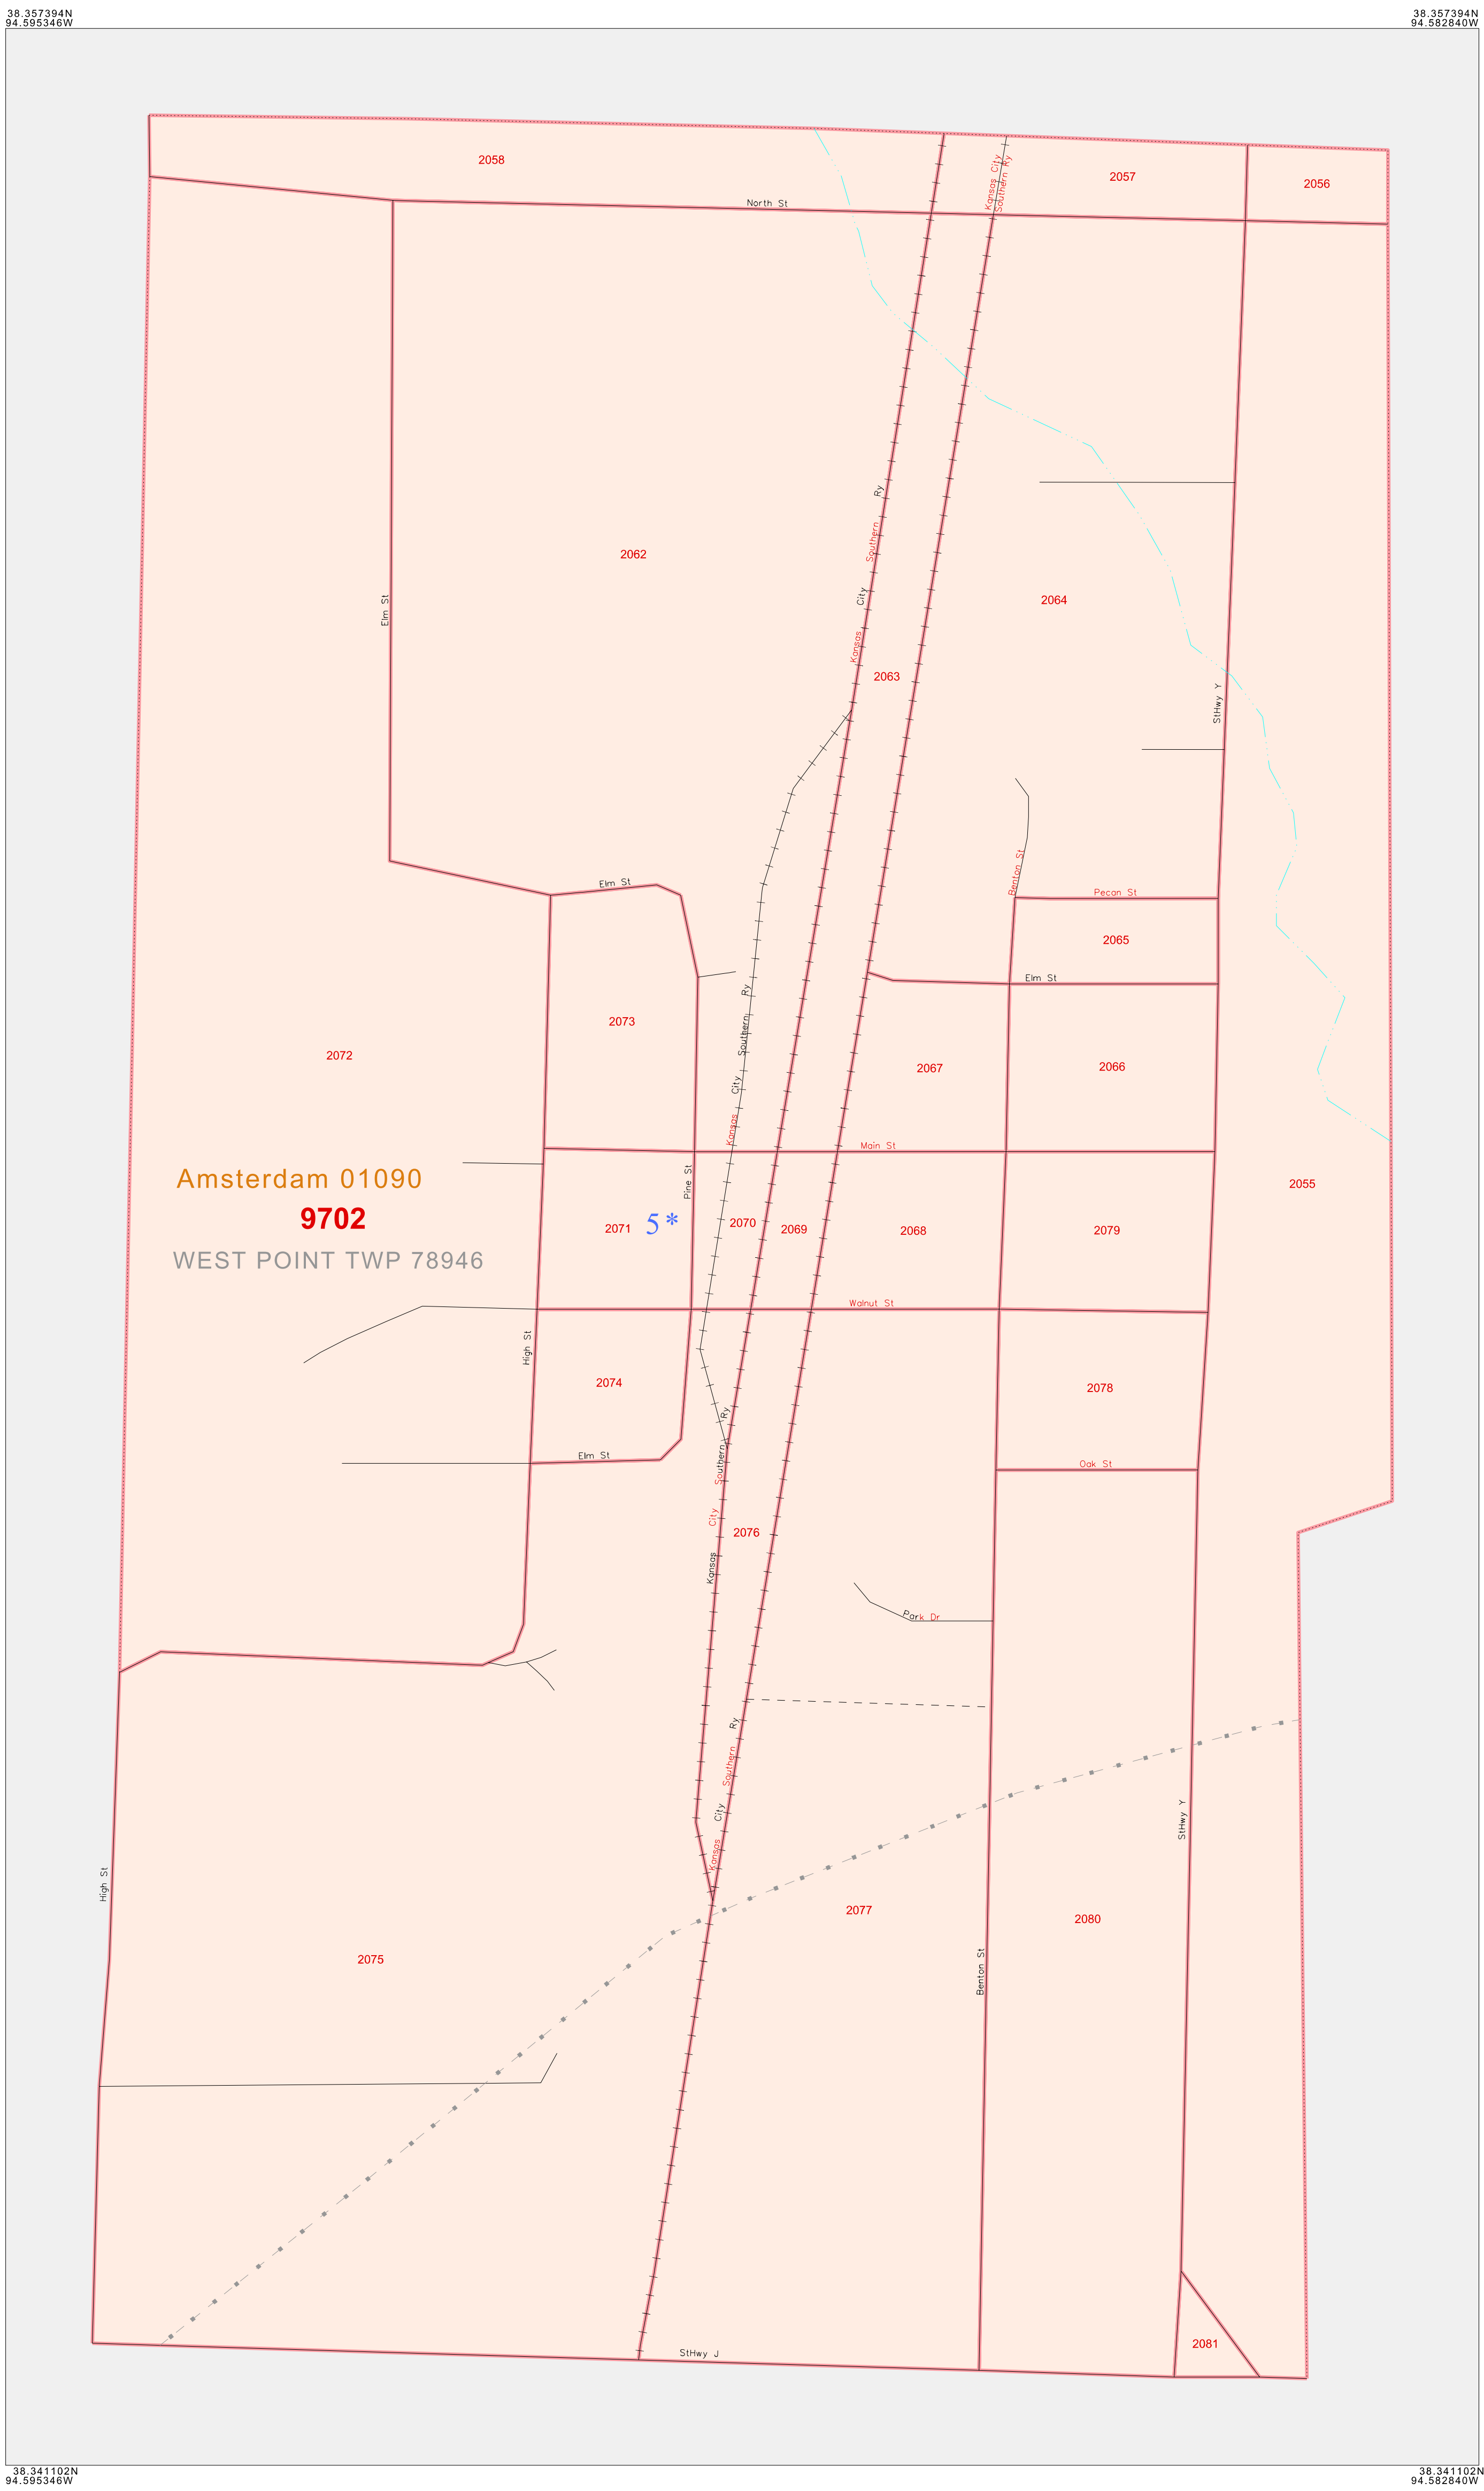 38.357394N
94.595346W
38.357394N
94.582840W
2058
2057
2056
Kansas City
Southern Ry
North St
2062
Kansas City Southern Ry
Elm St
2064
2063
StHwy Y
Benton St
Elm St
Pecan St
2065
Elm St
2073
2072
Kansas City Southern Ry
2067
2066
Main St
Amsterdam 01090
9702
WEST POINT TWP 78946
Pine St
2071
5*
2070
2069
2068
2079
2055
Walnut St
High St
2074
2078
Elm St
Oak St
Kansas City Southern Ry
2076
Park Dr
Kansas City Southern Ry
StHwy Y
High St
2077
2080
2075
Benton St
2081
StHwy J
38.341102N
94.595346W
38.341102N
94.582840W